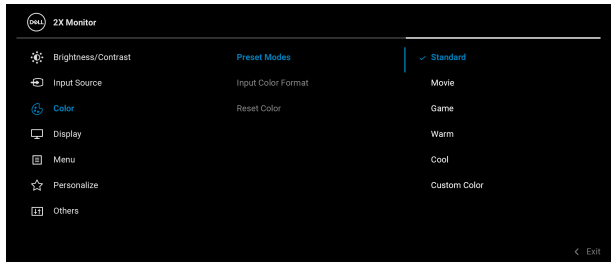 DELL 2X Monitor
Brightness/Contrast Preset Modes Standard
Input Source Input Color Format Movie
Color Reset Color Game
Display Warm
Menu Cool
Personalize Custom Color
Others
Exit